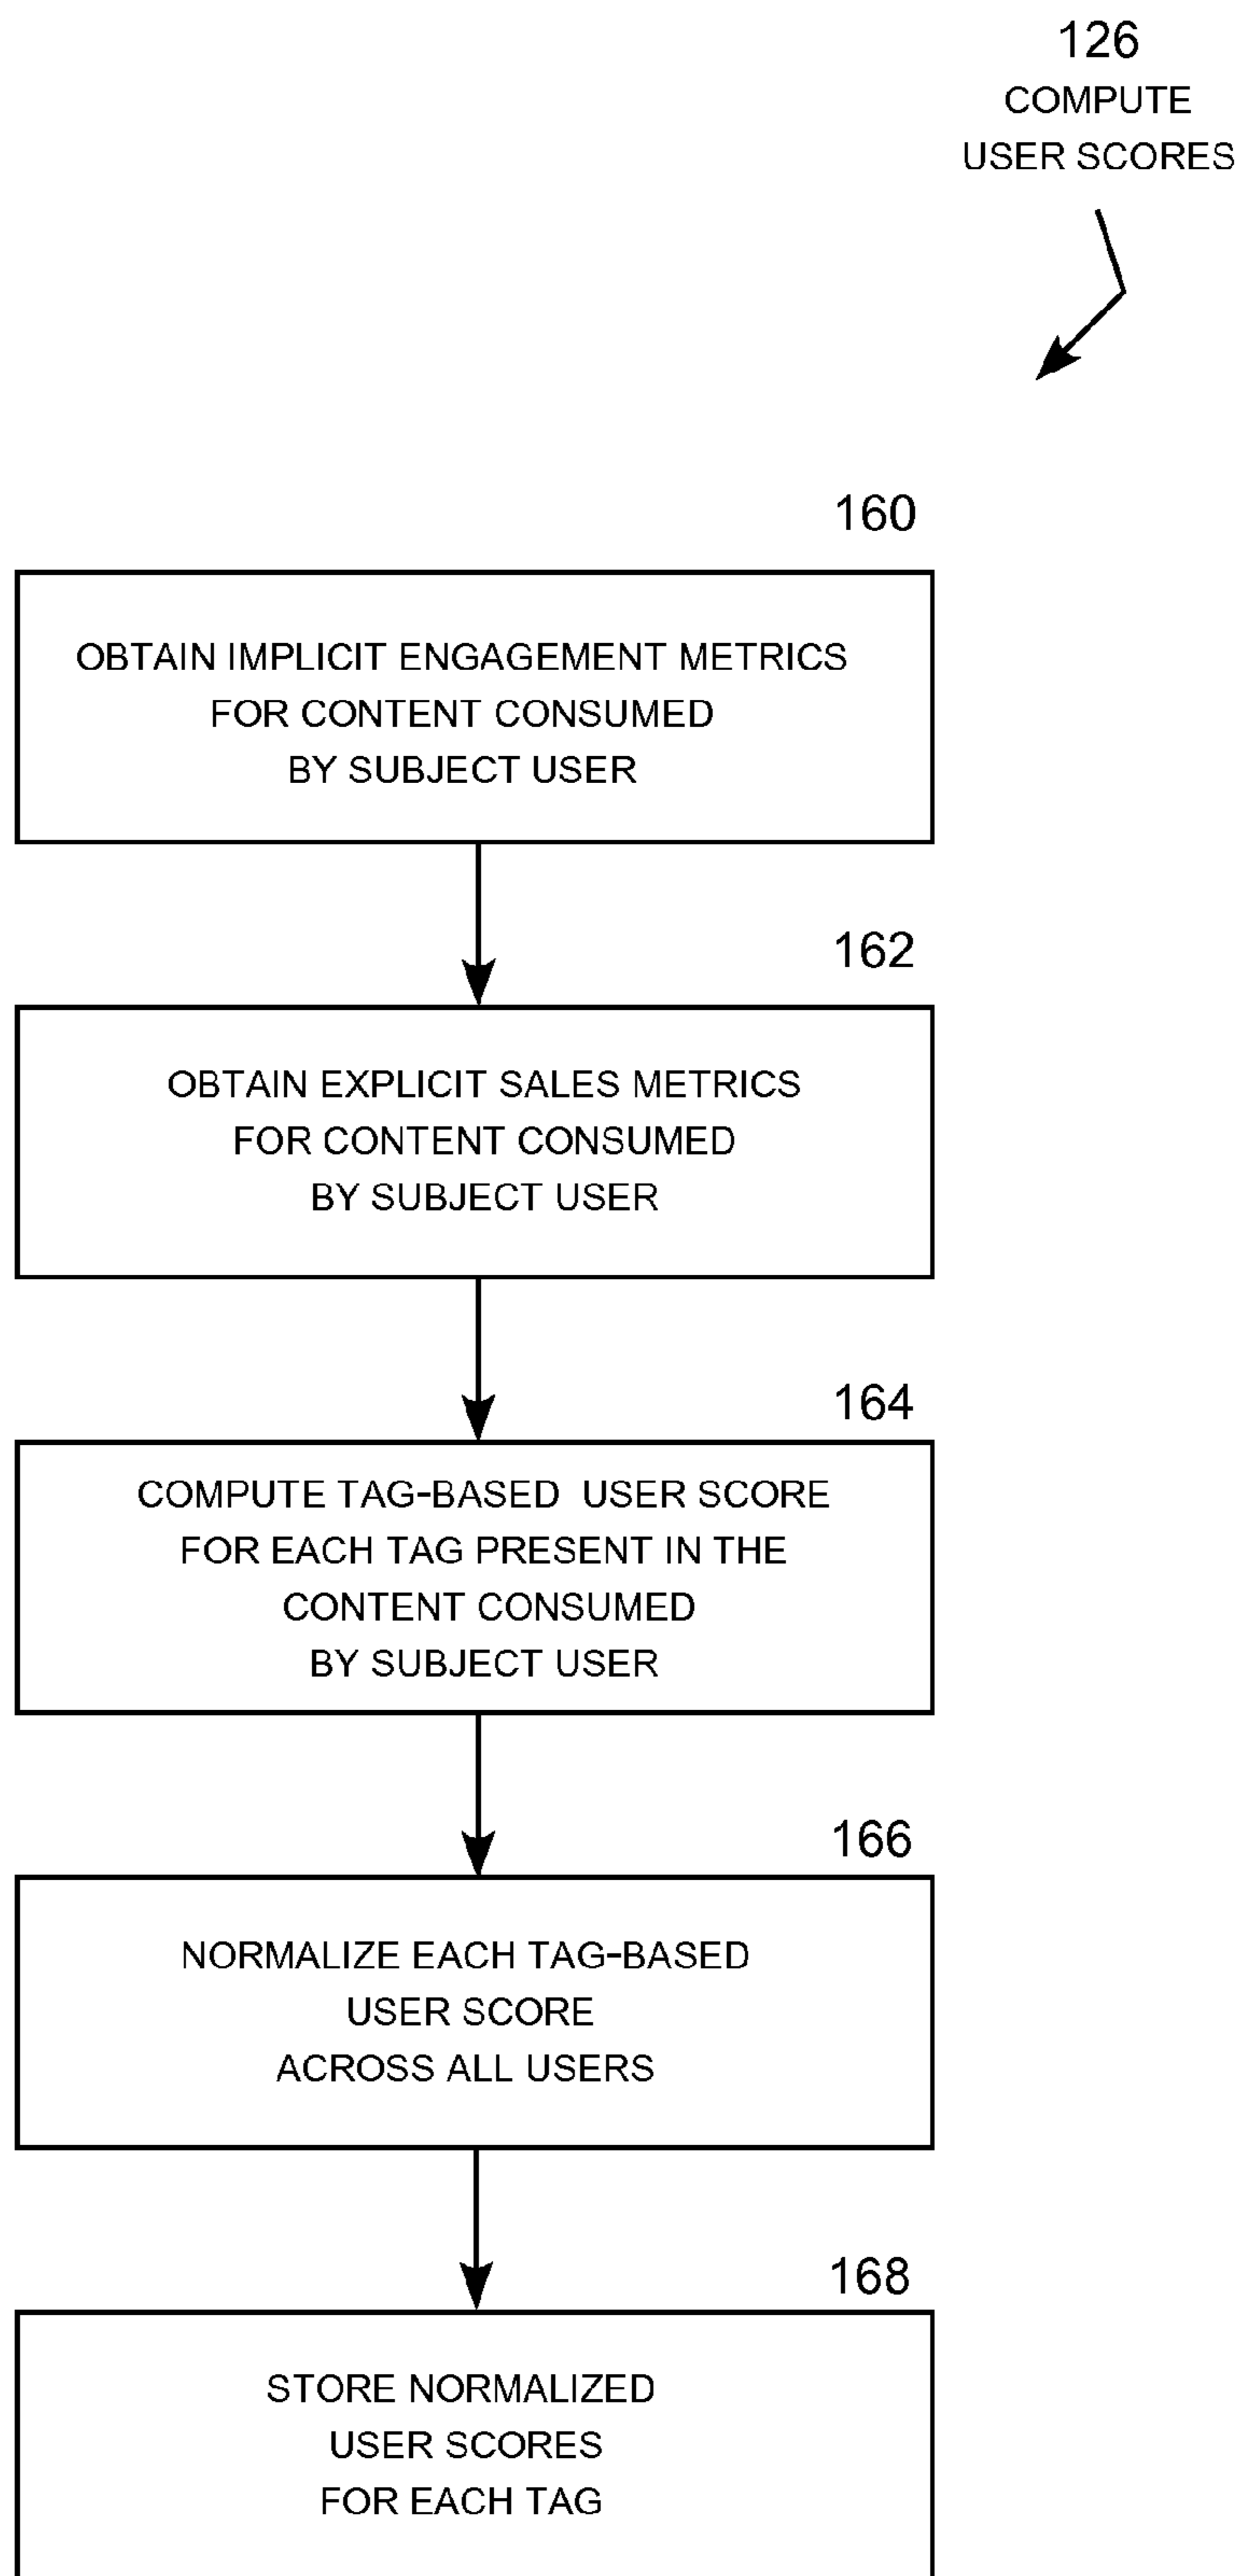 126
COMPUTE
USER SCORES
160
OBTAIN IMPLICIT ENGAGEMENT METRICS
FOR CONTENT CONSUMED
BY SUBJECT USER
162
OBTAIN EXPLICIT SALES METRICS
FOR CONTENT CONSUMED
BY SUBJECT USER
164
COMPUTE TAG-BASED USER SCORE
FOR EACH TAG PRESENT IN THE
CONTENT CONSUMED
BY SUBJECT USER
166
NORMALIZE EACH TAG-BASED
USER SCORE
ACROSS ALL USERS
168
STORE NORMALIZED
USER SCORES
FOR EACH TAG